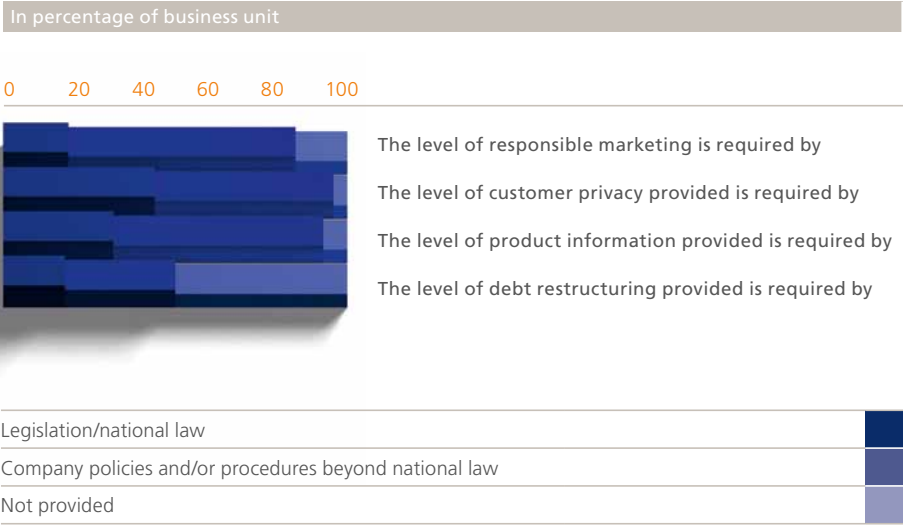 In percentage of business unit
0 20 40 60 80 100
The level of responsible marketing is required by
The level of customer privacy provided is required by
The level of product information provided is required by
The level of debt restructuring provided is required by
Legislation/national law
Company policies and/or procedures beyond national law
Not provided